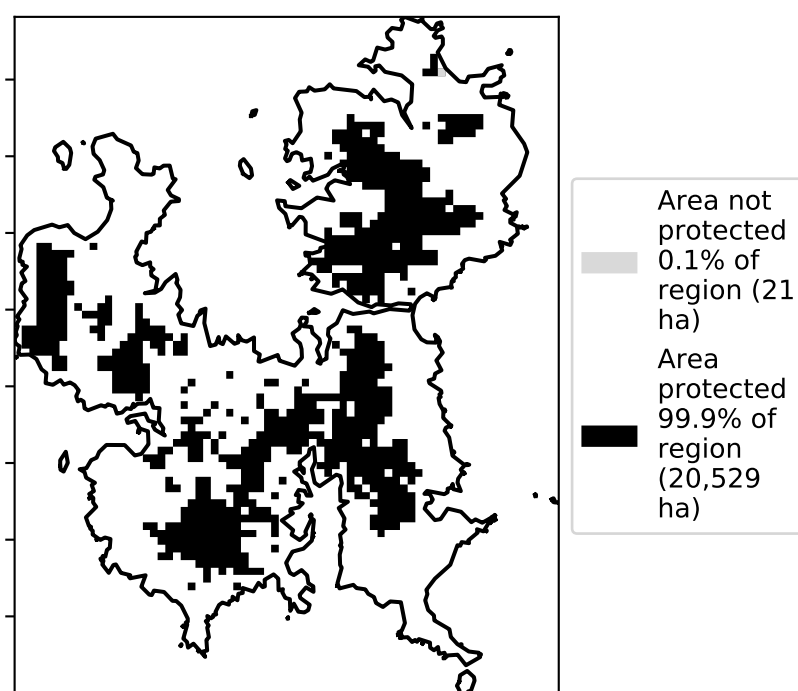 Area not
protected
0.1% of
region (21
ha)
Area
protected
99.9% of
region
(20,529
ha)